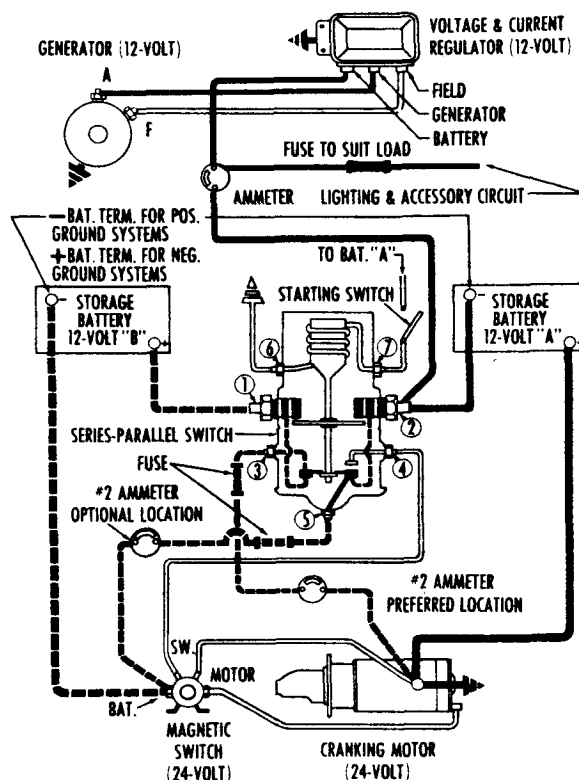 VOLTAGE & CURRENT
REGULATOR (12-VOLT)
GENERATOR (12-VOLT)
A
F
FIELD
GENERATOR
BATTERY
FUSE TO SUIT LOAD
AMMETER
LIGHTING & ACCESSORY CIRCUIT
−BAT. TERM. FOR POS.
GROUND SYSTEMS
+BAT. TERM. FOR NEG.
GROUND SYSTEMS
TO BAT. "A"
STARTING SWITCH
−
STORAGE
BATTERY
12-VOLT "B"
+
−
STORAGE
BATTERY
12-VOLT "A"
+
6
7
1
2
SERIES-PARALLEL SWITCH
3
4
FUSE
5
#2 AMMETER
OPTIONAL LOCATION
#2 AMMETER
PREFERRED LOCATION
SW.
MOTOR
BAT.
MAGNETIC
SWITCH
(24-VOLT)
CRANKING MOTOR
(24-VOLT)